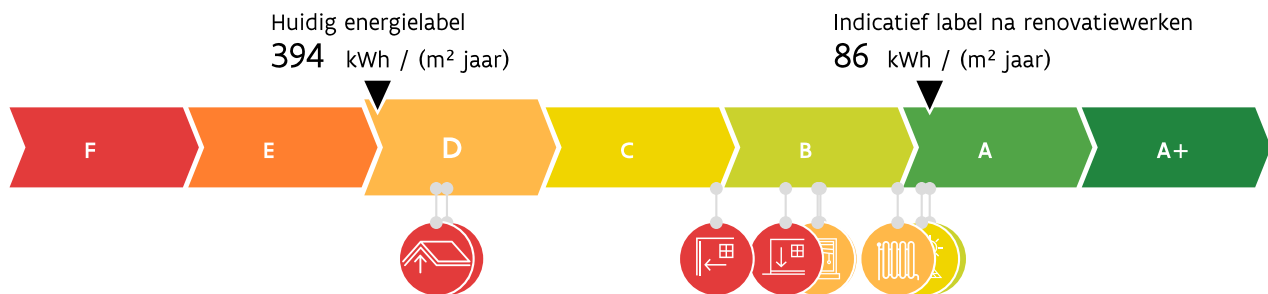 Huidig energielabel
394 kWh / (m² jaar)
Indicatief label na renovatiewerken
86 kWh / (m² jaar)
F E D C B A A+